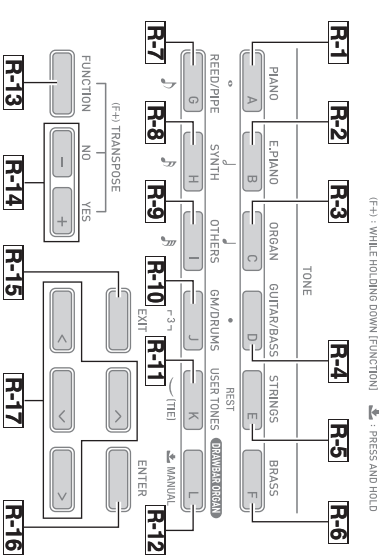 (F+) : WHILE HOLDING DOWN [FUNCTION] : PRESS AND HOLD
R-1 R-2 R-3 R-4 R-5 R-6
TONE
PIANO E.PIANO ORGAN GUITAR/BASS STRINGS BRASS
A B C D E F
REST
REED/PIPE SYNTH OTHERS GM/DRUMS USER TONES DRAWBAR ORGAN
G H I J K L
3 (TIE) MANUAL
R-7 R-8 R-9 R-10 R-11 R-12
(F+) TRANSPOSE
FUNCTION NO YES EXIT ENTER
− + < ∨ ∧ >
R-13 R-14 R-15 R-17 R-16